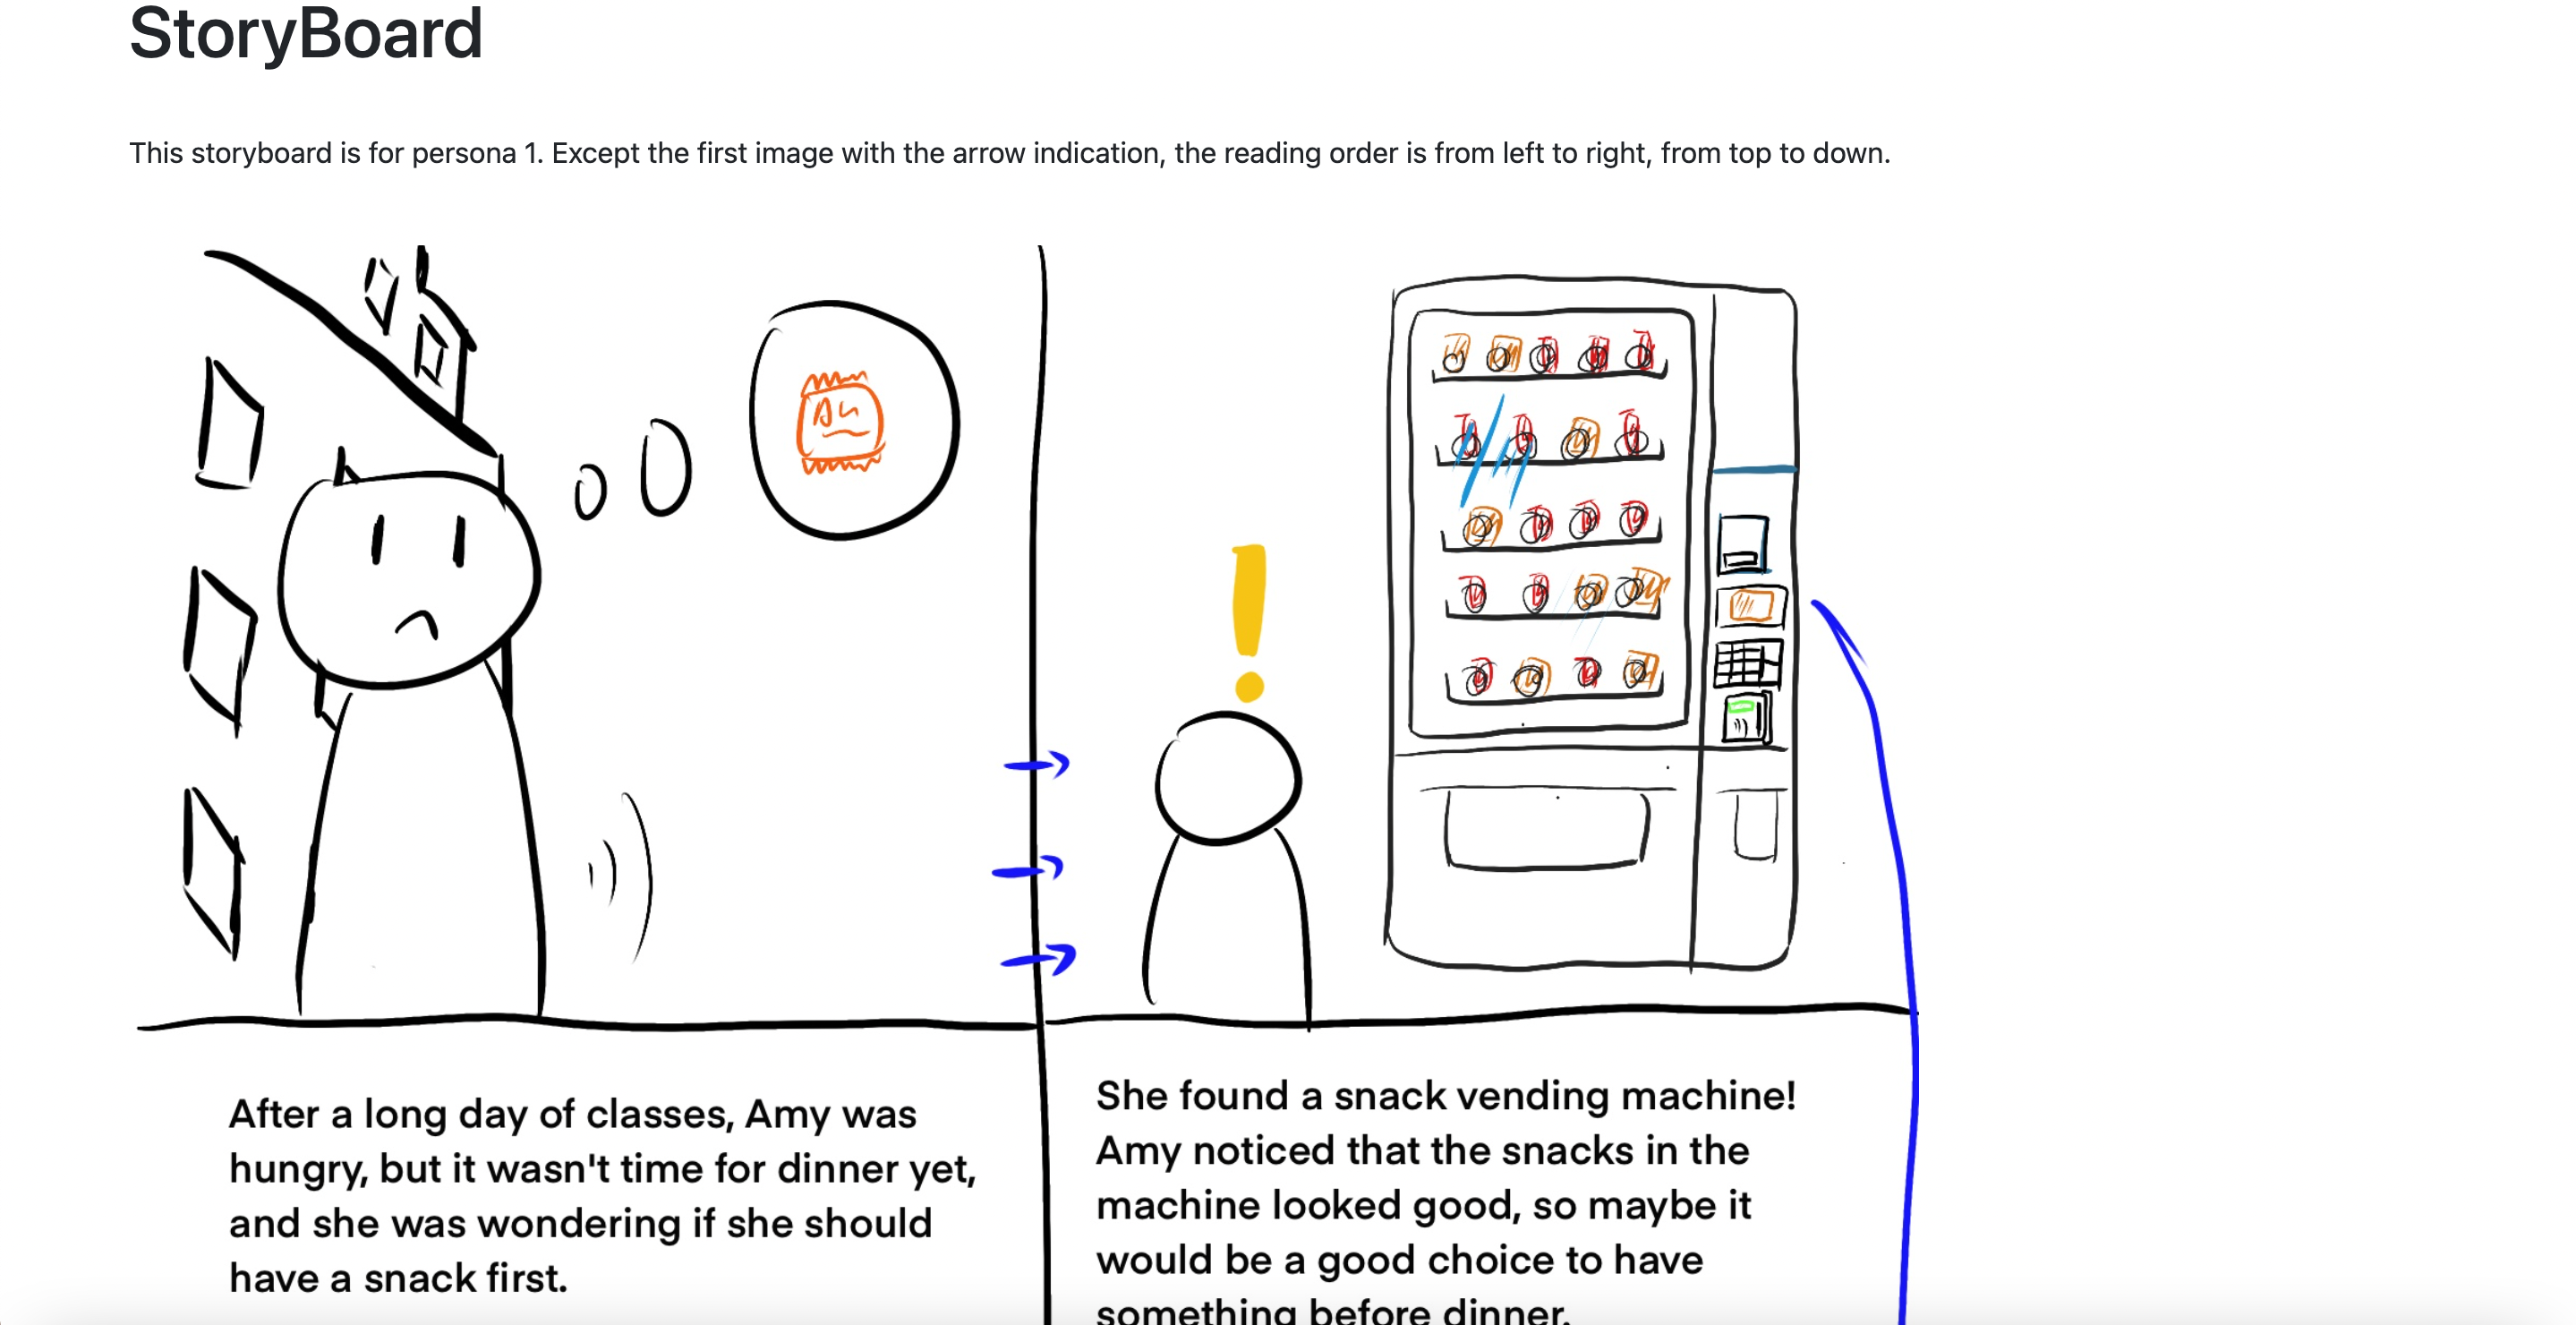 StoryBoard
This storyboard is for persona 1. Except the first image with the arrow indication, the reading order is from left to right, from top to down.
After a long day of classes, Amy was
hungry, but it wasn't time for dinner yet,
and she was wondering if she should
have a snack first.
She found a snack vending machine!
Amy noticed that the snacks in the
machine looked good, so maybe it
would be a good choice to have
something before dinner.